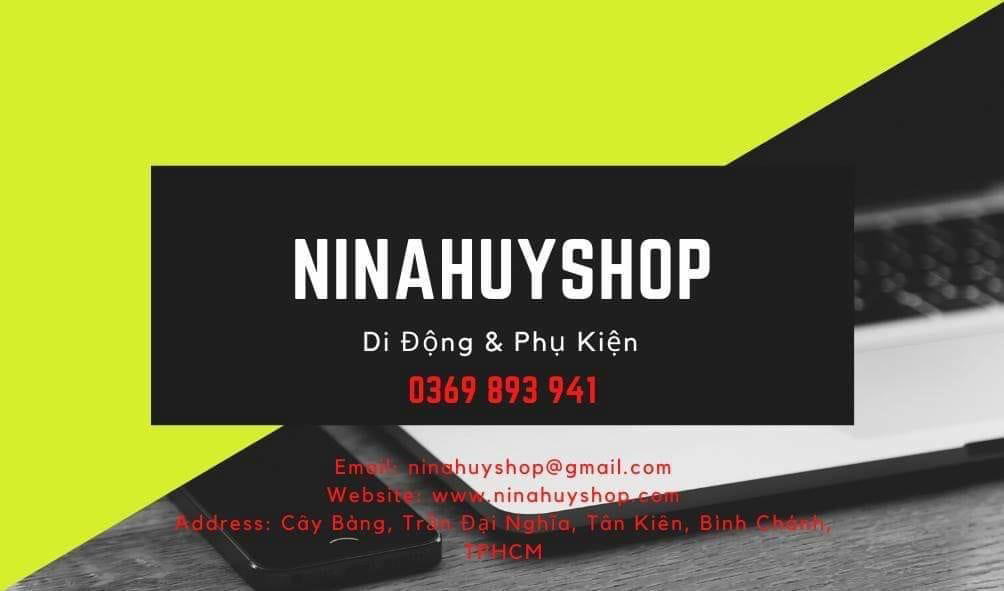 NINAHUYSHOP
Di Động & Phụ Kiện
0369 893 941
Email: ninahuyshop@gmail.com
Website: www.ninahuyshop.com
Address: Cây Bàng, Trần Đại Nghĩa, Tân Kiên, Bình Chánh,
TPHCM